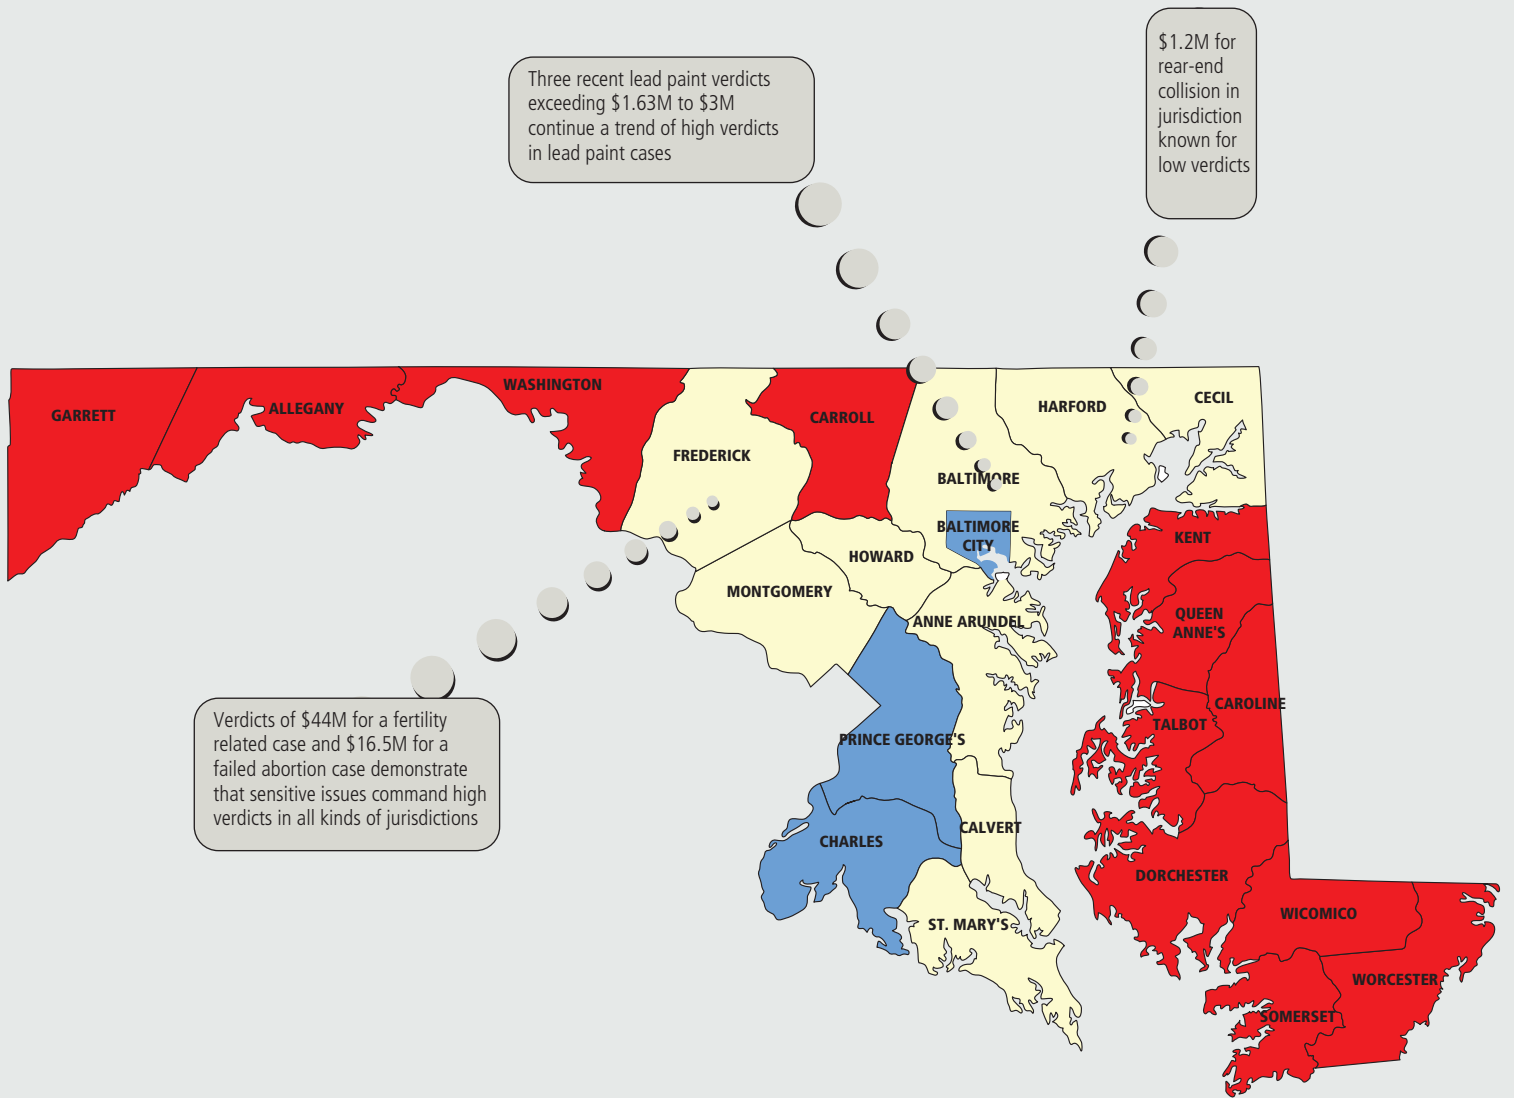 $1.2M for
rear-end
collision in
jurisdiction
known for
low verdicts
Three recent lead paint verdicts
exceeding $1.63M to $3M
continue a trend of high verdicts
in lead paint cases
GARRETT
ALLEGANY
WASHINGTON
FREDERICK
CARROLL
BALTIMORE
HARFORD
CECIL
BALTIMORE
CITY
HOWARD
MONTGOMERY
ANNE ARUNDEL
KENT
QUEEN
ANNE'S
CAROLINE
TALBOT
PRINCE GEORGE'S
CHARLES
CALVERT
ST. MARY'S
DORCHESTER
WICOMICO
WORCESTER
SOMERSET
Verdicts of $44M for a fertility
related case and $16.5M for a
failed abortion case demonstrate
that sensitive issues command high
verdicts in all kinds of jurisdictions